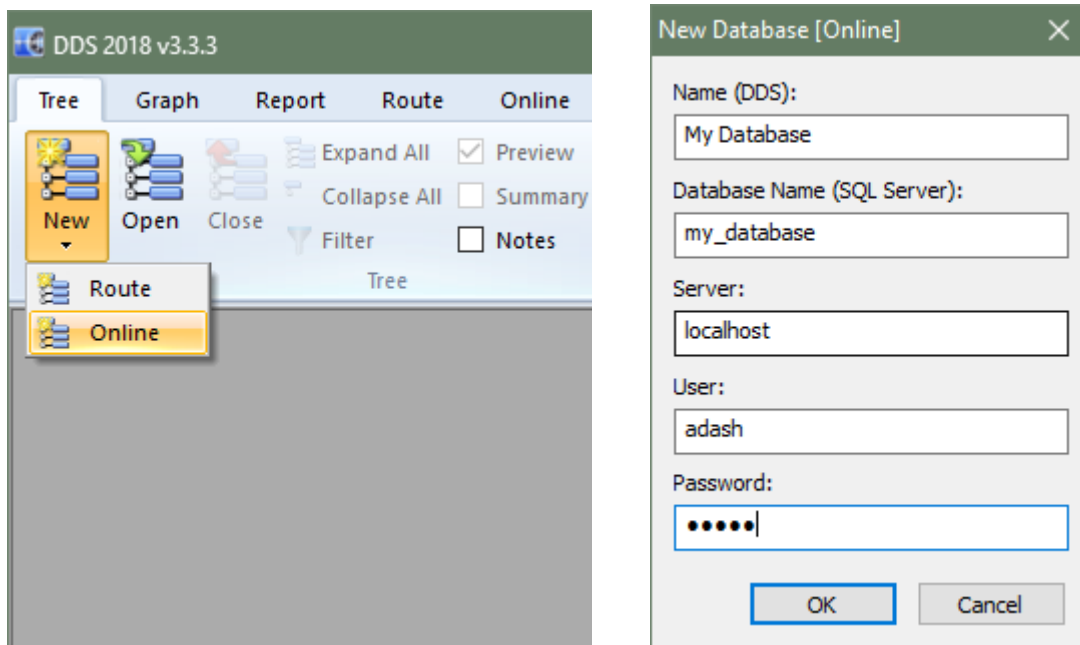 DDS 2018 v3.3.3
Tree Graph Report Route Online
New Open Close Expand All Preview
Collapse All Summary
Filter Notes
Tree
Route
Online
New Database [Online]
Name (DDS):
My Database
Database Name (SQL Server):
my_database
Server:
localhost
User:
adash
Password:
•••••
OK Cancel